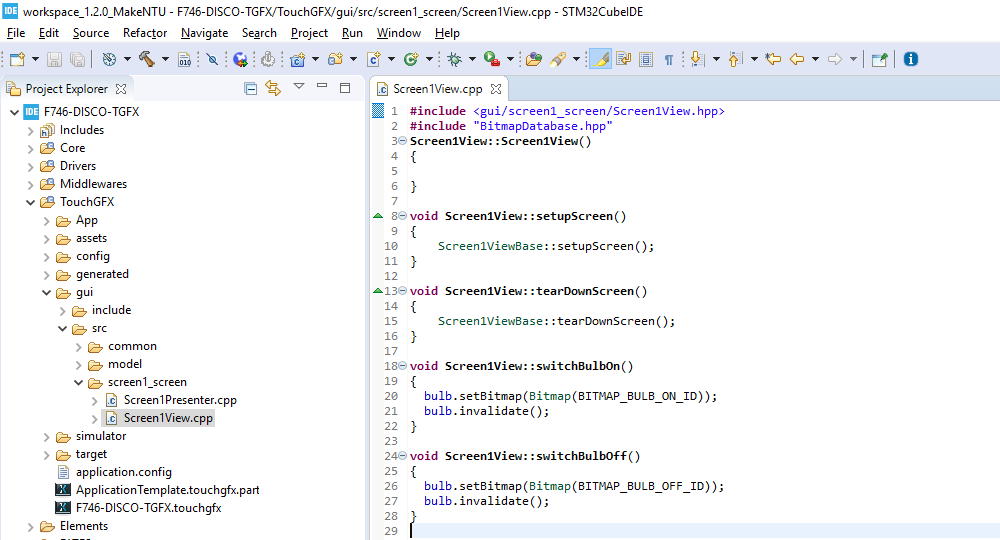 IDE workspace_1.2.0_MakeNTU - F746-DISCO-TGFX/TouchGFX/gui/src/screen1_screen/Screen1View.cpp - STM32CubeIDE
File Edit Source Refactor Navigate Search Project Run Window Help
Project Explorer
IDE F746-DISCO-TGFX
Includes
Core
Drivers
Middlewares
TouchGFX
App
assets
config
generated
gui
include
src
common
model
screen1_screen
Screen1Presenter.cpp
Screen1View.cpp
simulator
target
application.config
ApplicationTemplate.touchgfx.part
F746-DISCO-TGFX.touchgfx
Elements
Screen1View.cpp
1 #include <gui/screen1_screen/Screen1View.hpp>
2 #include "BitmapDatabase.hpp"
3 Screen1View::Screen1View()
4 {
5
6 }
7
8 void Screen1View::setupScreen()
9 {
10     Screen1ViewBase::setupScreen();
11 }
12
13 void Screen1View::tearDownScreen()
14 {
15     Screen1ViewBase::tearDownScreen();
16 }
17
18 void Screen1View::switchBulbOn()
19 {
20   bulb.setBitmap(Bitmap(BITMAP_BULB_ON_ID));
21   bulb.invalidate();
22 }
23
24 void Screen1View::switchBulbOff()
25 {
26   bulb.setBitmap(Bitmap(BITMAP_BULB_OFF_ID));
27   bulb.invalidate();
28 }
29